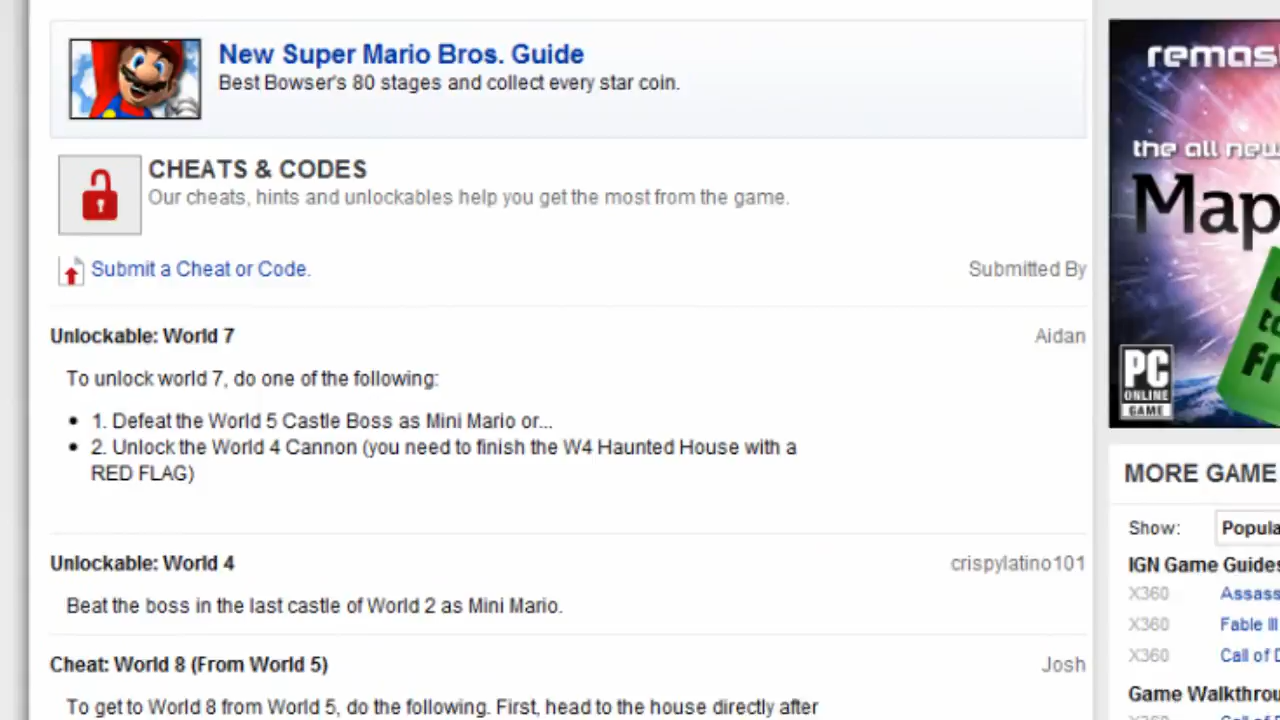 New Super Mario Bros. Guide
Best Bowser's 80 stages and collect every star coin.
CHEATS & CODES
Our cheats, hints and unlockables help you get the most from the game.
Submit a Cheat or Code.
Submitted By
Unlockable: World 7
Aidan
To unlock world 7, do one of the following:
1. Defeat the World 5 Castle Boss as Mini Mario or...
2. Unlock the World 4 Cannon (you need to finish the W4 Haunted House with a
RED FLAG)
Unlockable: World 4
crispylatino101
Beat the boss in the last castle of World 2 as Mini Mario.
Cheat: World 8 (From World 5)
Josh
To get to World 8 from World 5, do the following. First, head to the house directly after
remas
the all new
Map
PC
ONLINE
GAME
MORE GAME
Show:
Popula
IGN Game Guides
X360 Assass
X360 Fable III
X360 Call of D
Game Walkthrou